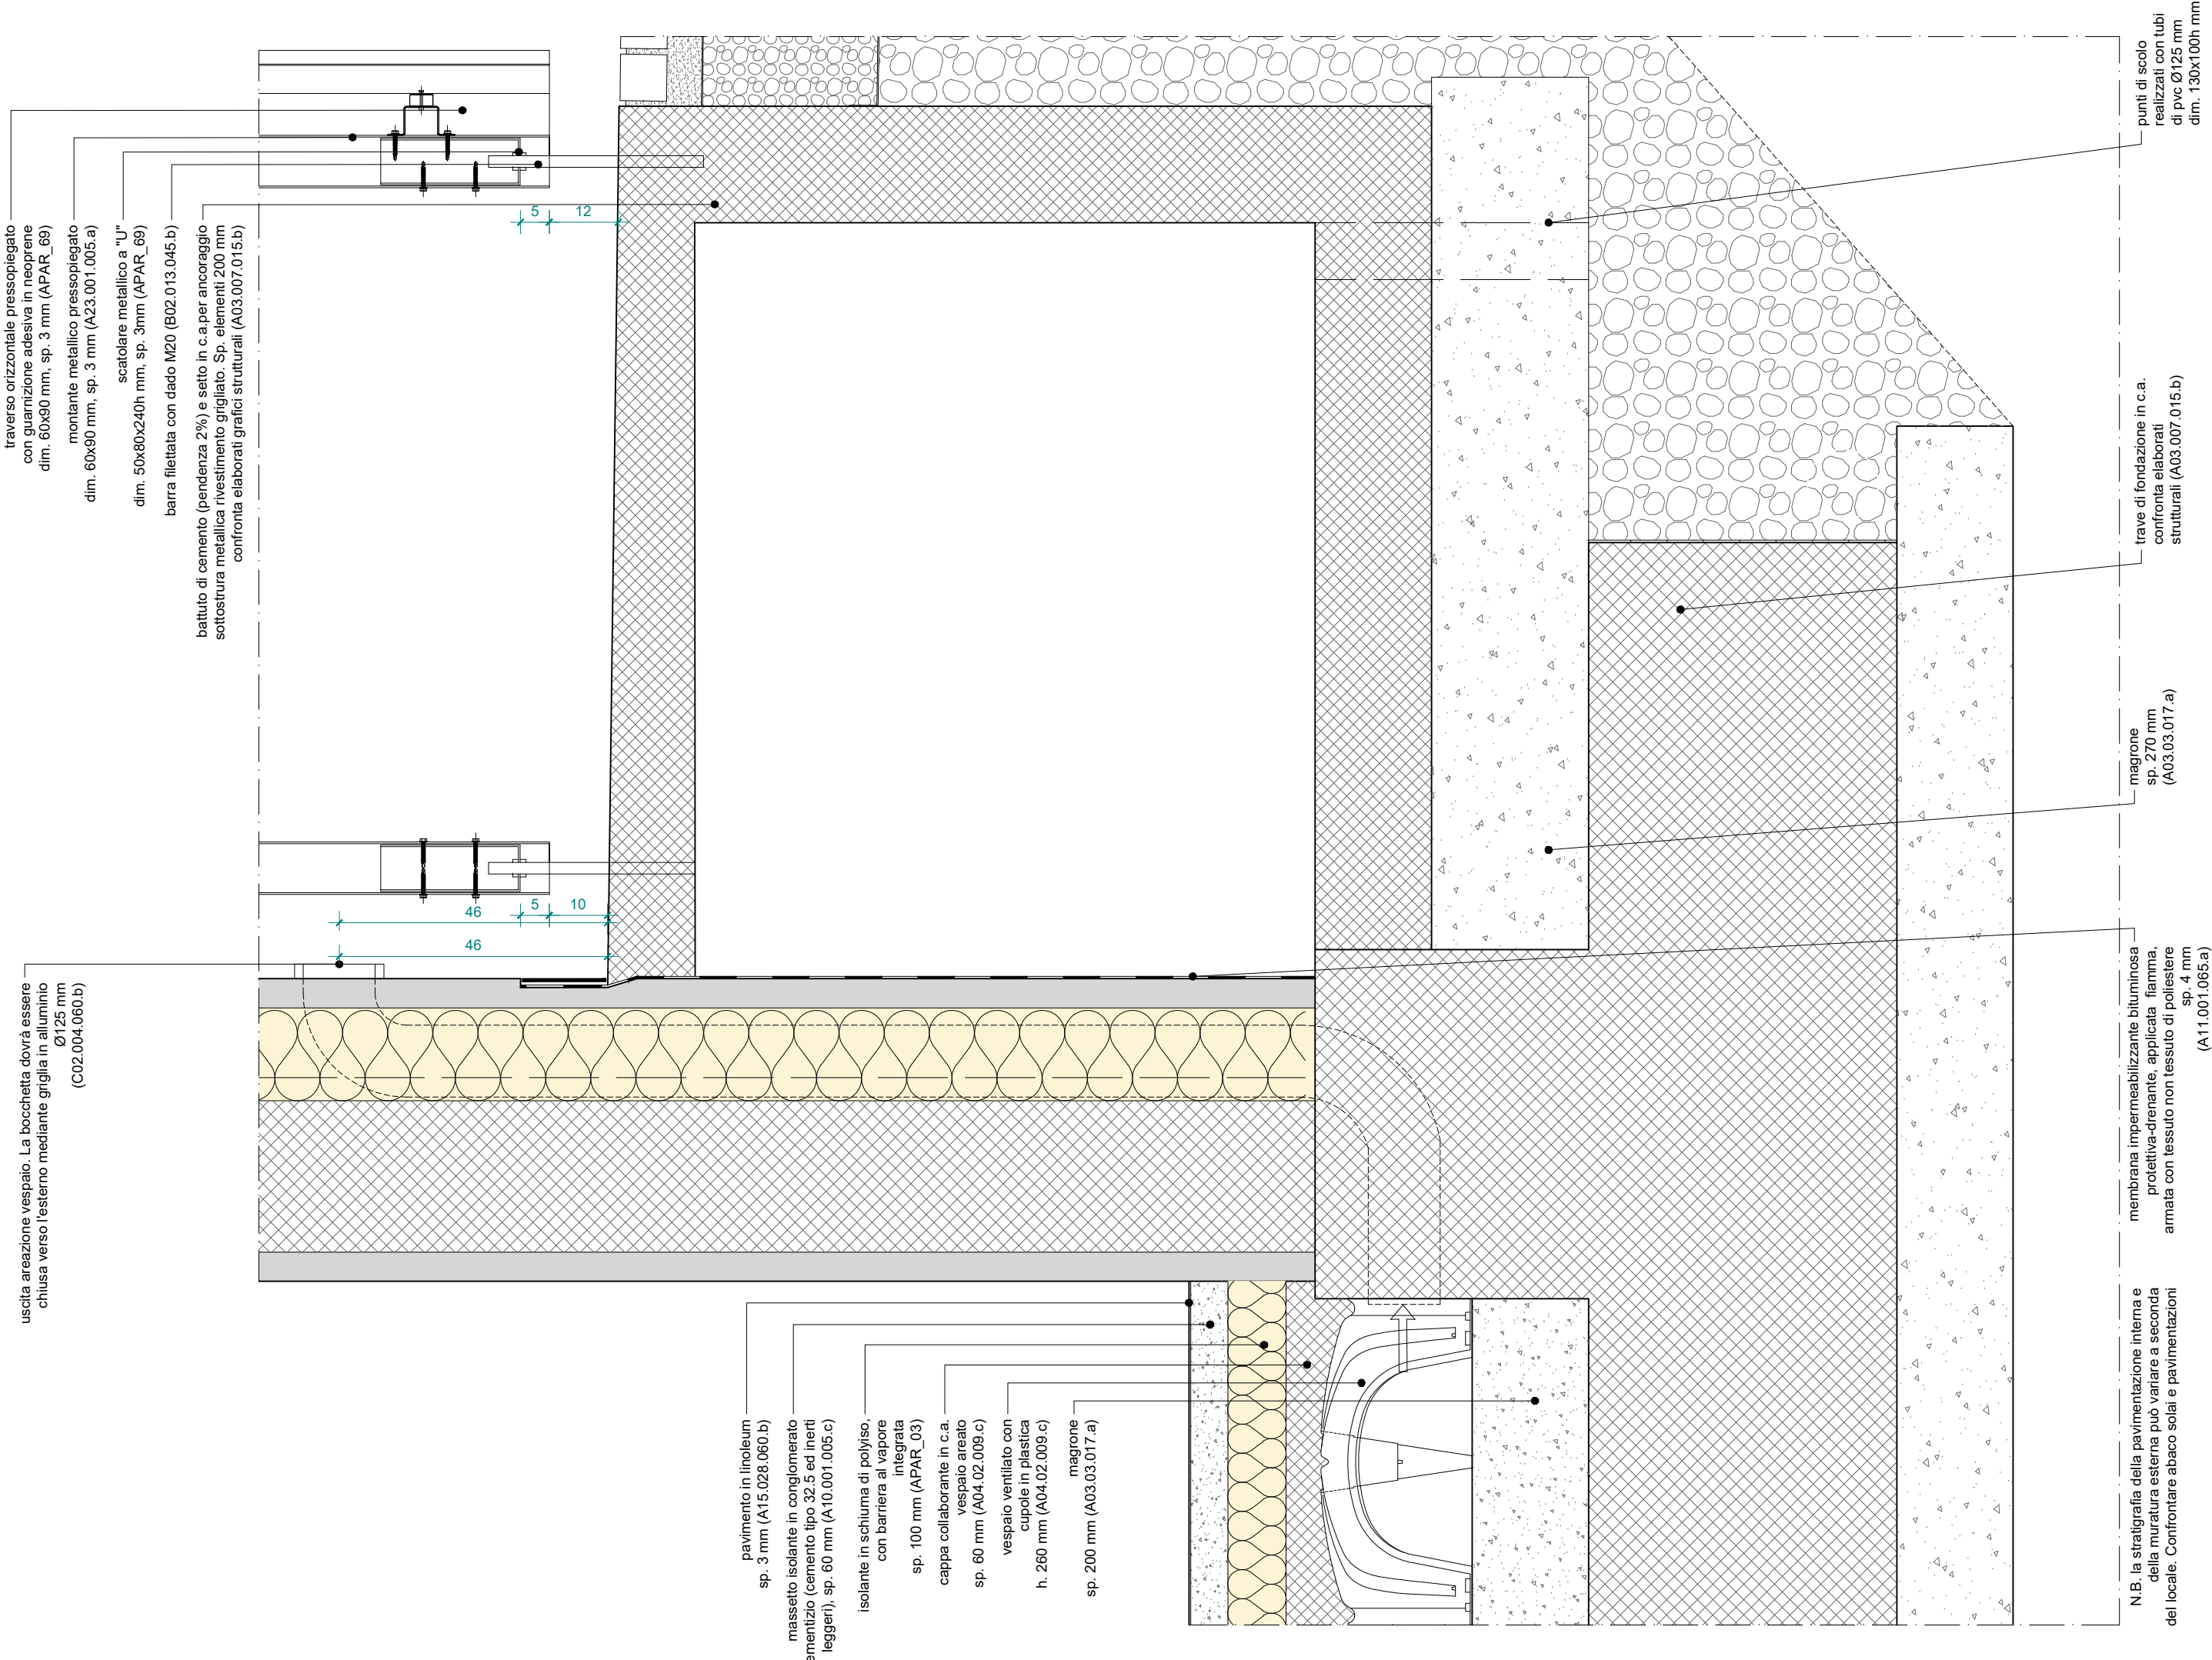 traverso orizzontale pressopiegato
con guarnizione adesiva in neoprene
dim. 60x90 mm, sp. 3 mm (APAR_69)
montante metallico pressopiegato
dim. 60x90 mm, sp. 3 mm (A23.001.005.a)
scatolare metallico a "U"
dim. 50x80x240h mm, sp. 3mm (APAR_69)
barra filettata con dado M20 (B02.0113.045.b)
battuto di cemento (pendenza 2%) e setto in c.a.per ancoraggio
sottostrura metallica rivestimento grigliato. Sp. elementi 200 mm
confronta elaborati grafici strutturali (A03.007.015.b)
5
12
46
5
10
46
uscita areazione vespaio. La bocchetta dovrà essere
chiusa verso l'esterno mediante griglia in alluminio
Ø125 mm
(C02.004.060.b)
pavimento in linoleum
sp. 3 mm (A15.028.060.b)
massetto isolante in conglomerato
ementizio (cemento tipo 32.5 ed inerti
leggeri), sp. 60 mm (A10.001.005.c)
isolante in schiuma di polyiso,
con barriera al vapore
integrata
sp. 100 mm (APAR_03)
cappa collaborante in c.a.
vespaio areato
sp. 60 mm (A04.02.009.c)
vespaio ventilato con
cupole in plastica
h. 260 mm (A04.02.009.c)
magrone
sp. 200 mm (A03.03.017.a)
punti di scolo
realizzati con tubi
di pvc Ø125 mm
dim. 130x100h mm
trave di fondazione in c.a.
confronta elaborati
strutturali (A03.007.015.b)
magrone
sp. 270 mm
(A03.03.017.a)
membrana impermeabilizzante bituminosa
protettiva-drenante, applicata fiamma,
armata con tessuto non tessuto di poliestere
sp. 4 mm
(A11.001.065.a)
N.B. la stratigrafia della pavimentazione interna e
della muratura esterna può variare a seconda
del locale. Confrontare abaco solai e pavimentazioni